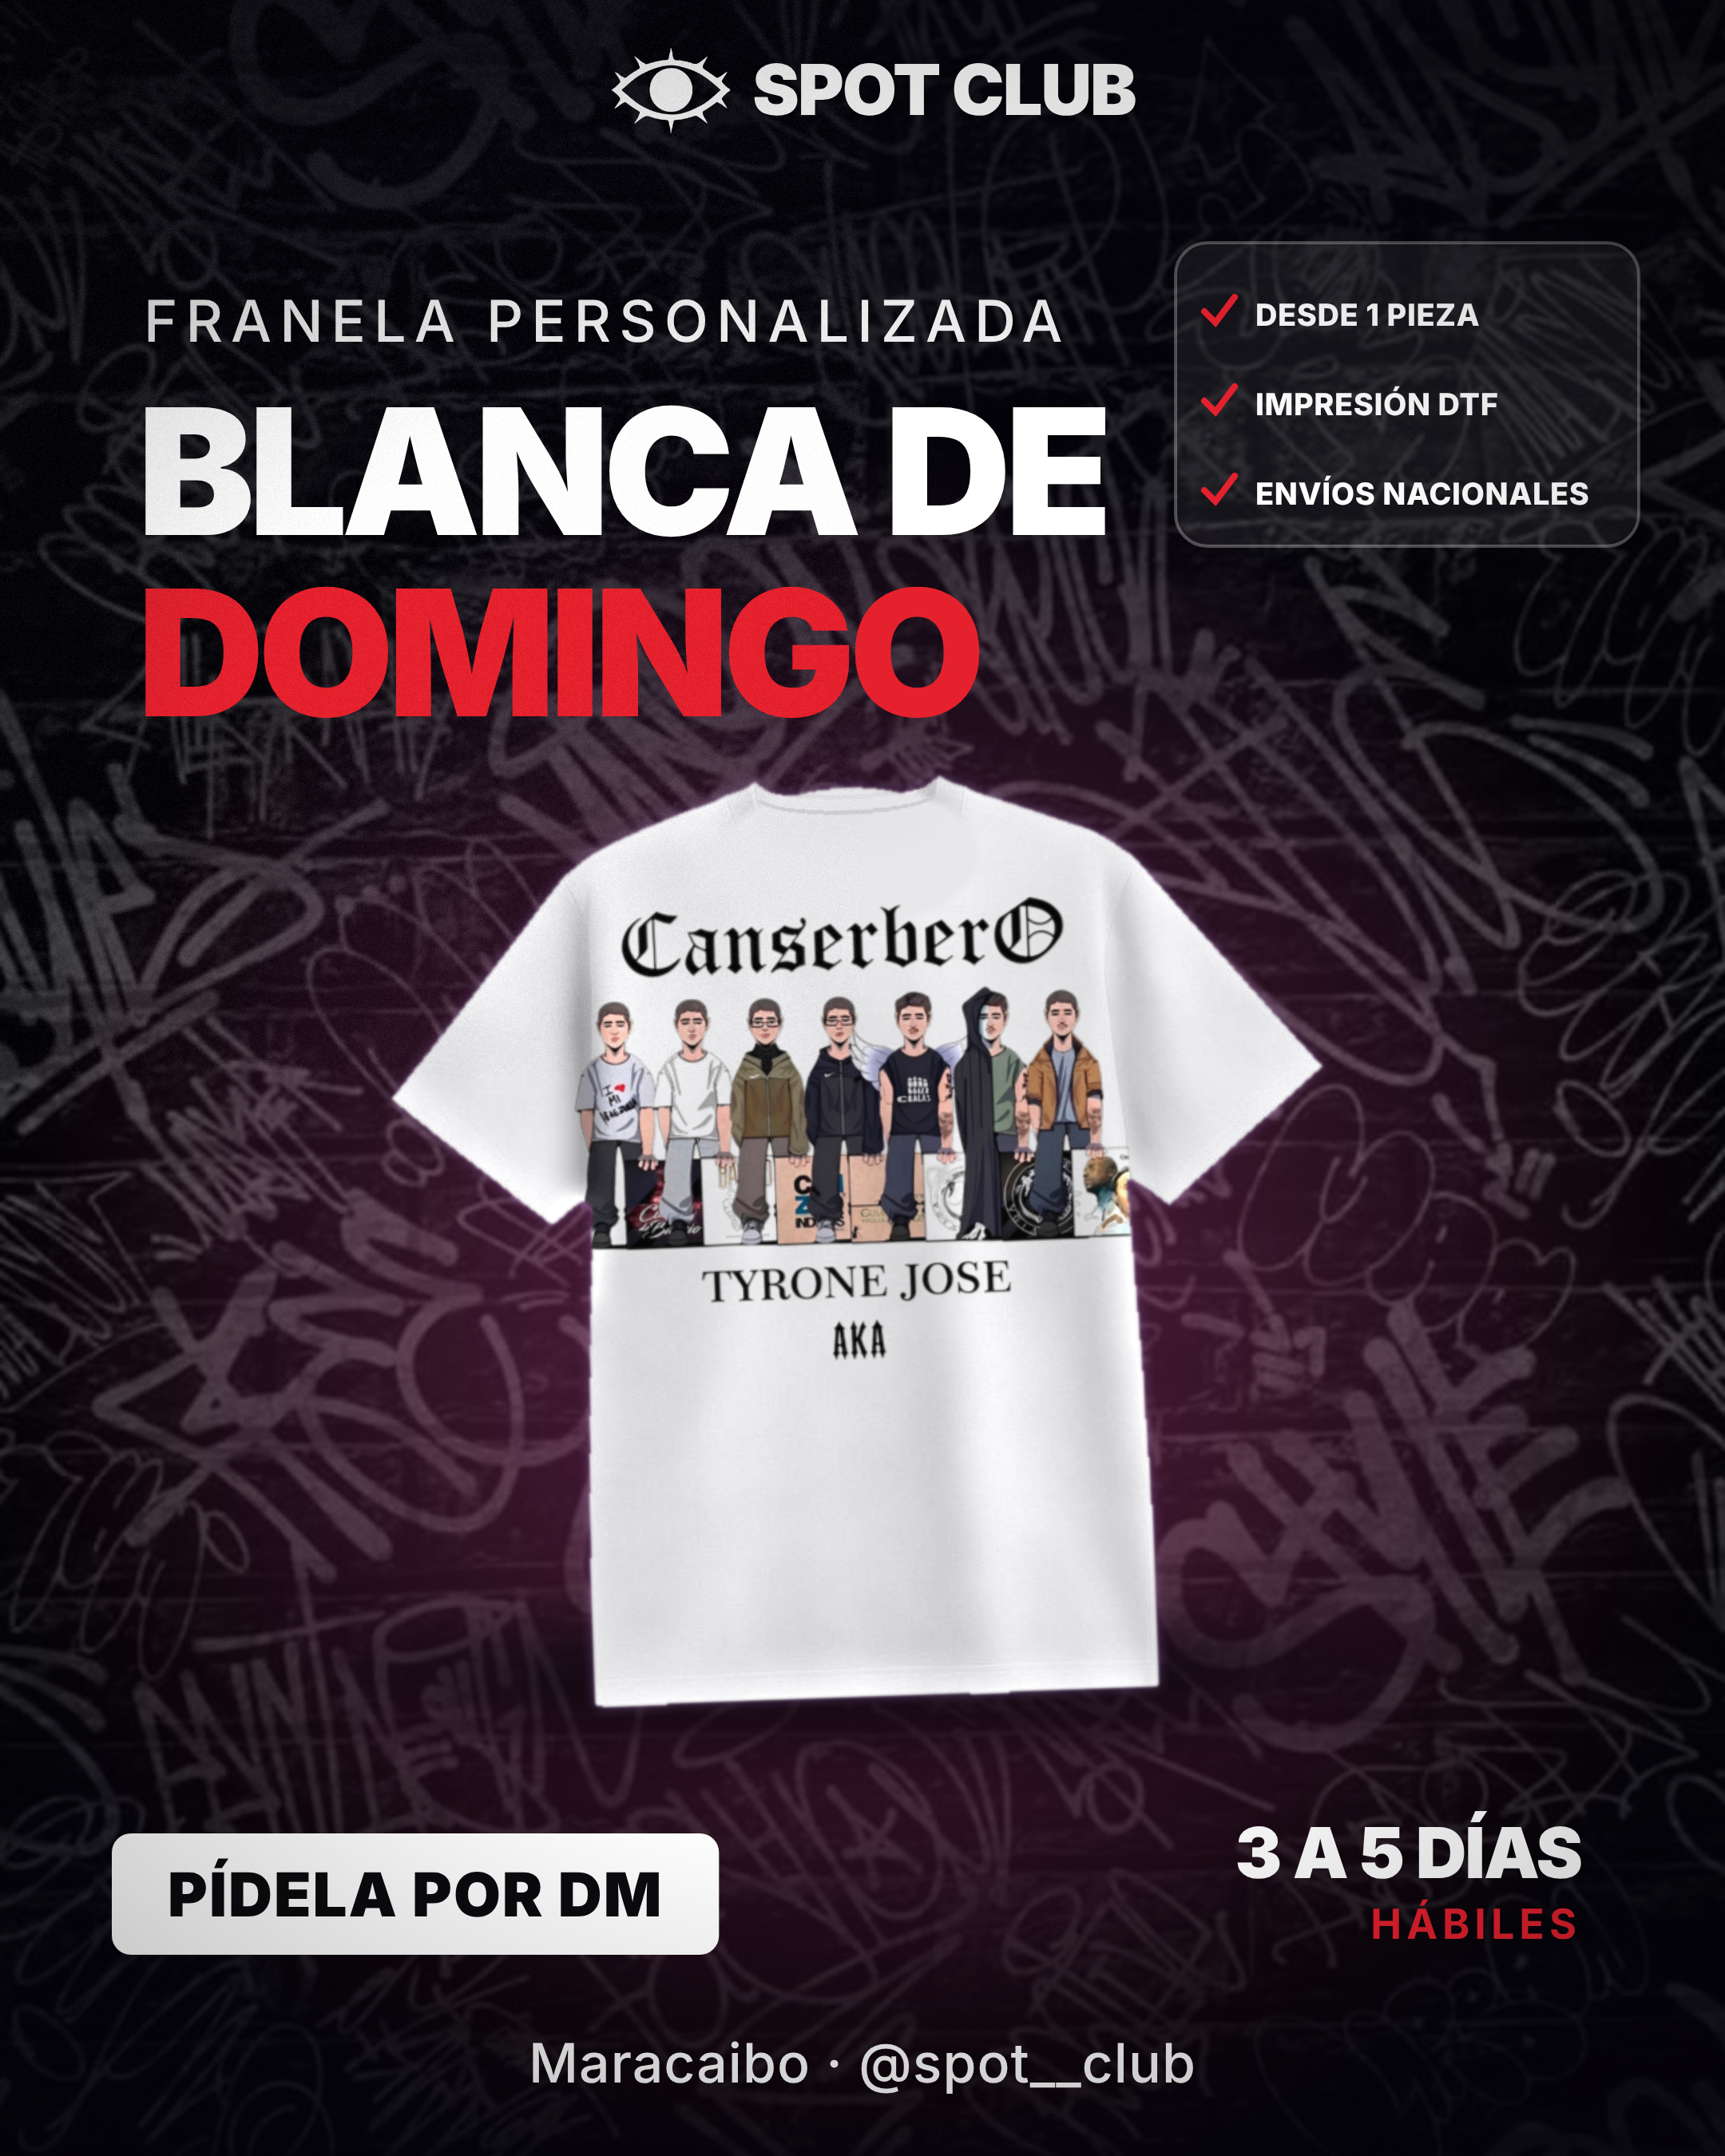 SPOT CLUB
FRANELA PERSONALIZADA
BLANCA DE
DOMINGO
DESDE 1 PIEZA
IMPRESIÓN DTF
ENVÍOS NACIONALES
CanserberO
I
MI
TYRONE JOSE
AKA
PÍDELA POR DM
3 A 5 DÍAS
HÁBILES
Maracaibo · @spot__club